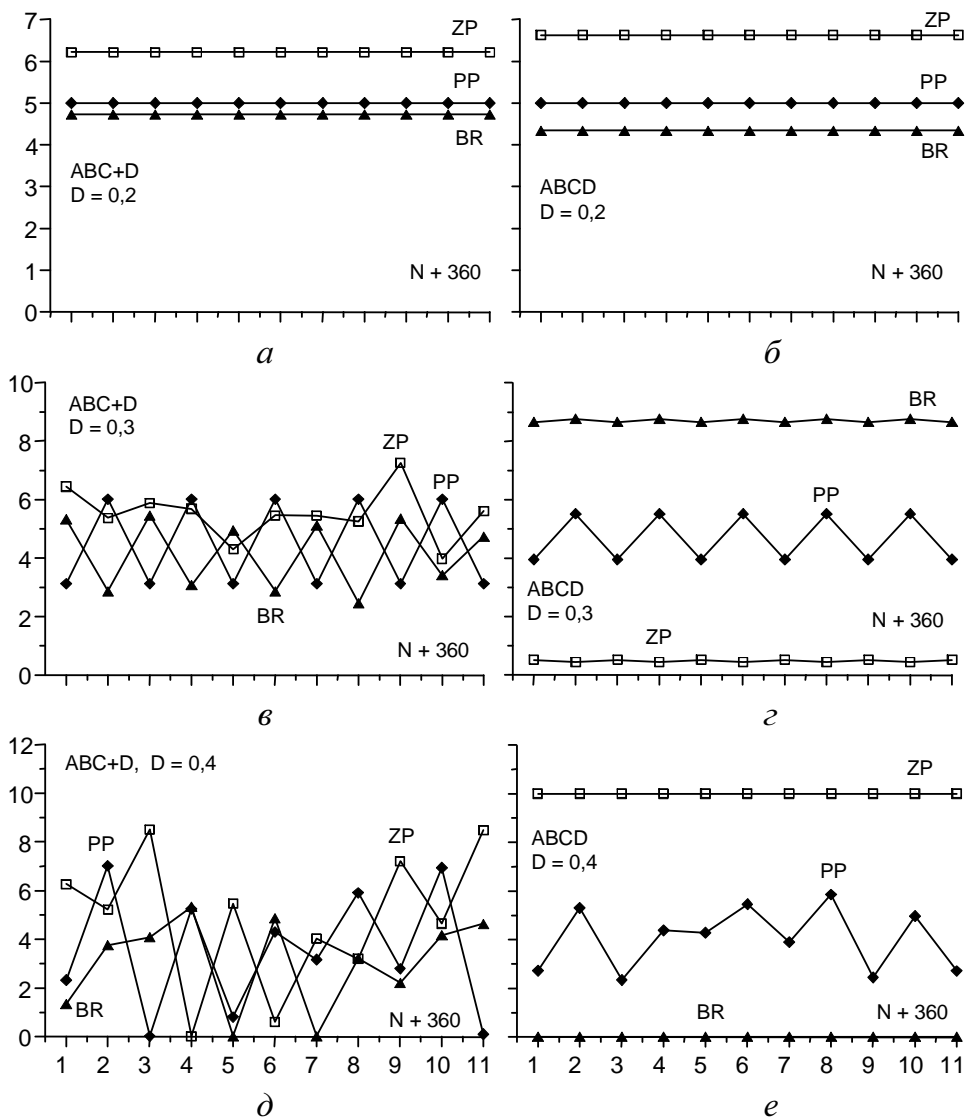 7
6
5
4
3
2
1
0
ZP
PP
BR
ABC+D
D = 0,2
N + 360
а
ZP
PP
BR
ABCD
D = 0,2
N + 360
б
10
8
6
4
2
0
ABC+D
D = 0,3
ZP
PP
BR
N + 360
в
BR
PP
ABCD
D = 0,3
ZP
N + 360
г
12
10
8
6
4
2
0
ABC+D, D = 0,4
PP
ZP
BR
N + 360
1 2 3 4 5 6 7 8 9 10 11
д
ZP
ABCD
D = 0,4
PP
BR
N + 360
1 2 3 4 5 6 7 8 9 10 11
е